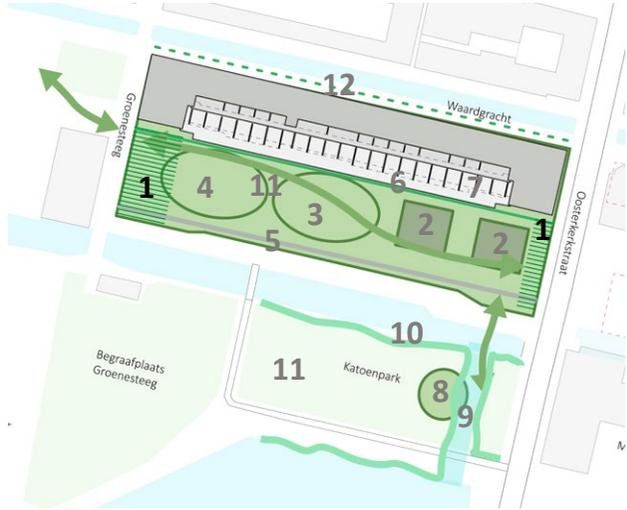 12
Waardgracht
Groenesteeg
1
4
11
3
6
7
2
2
1
5
Oosterkerkstraat
10
Begraafplaats
Groenesteeg
11
Katoenpark
8
9
M